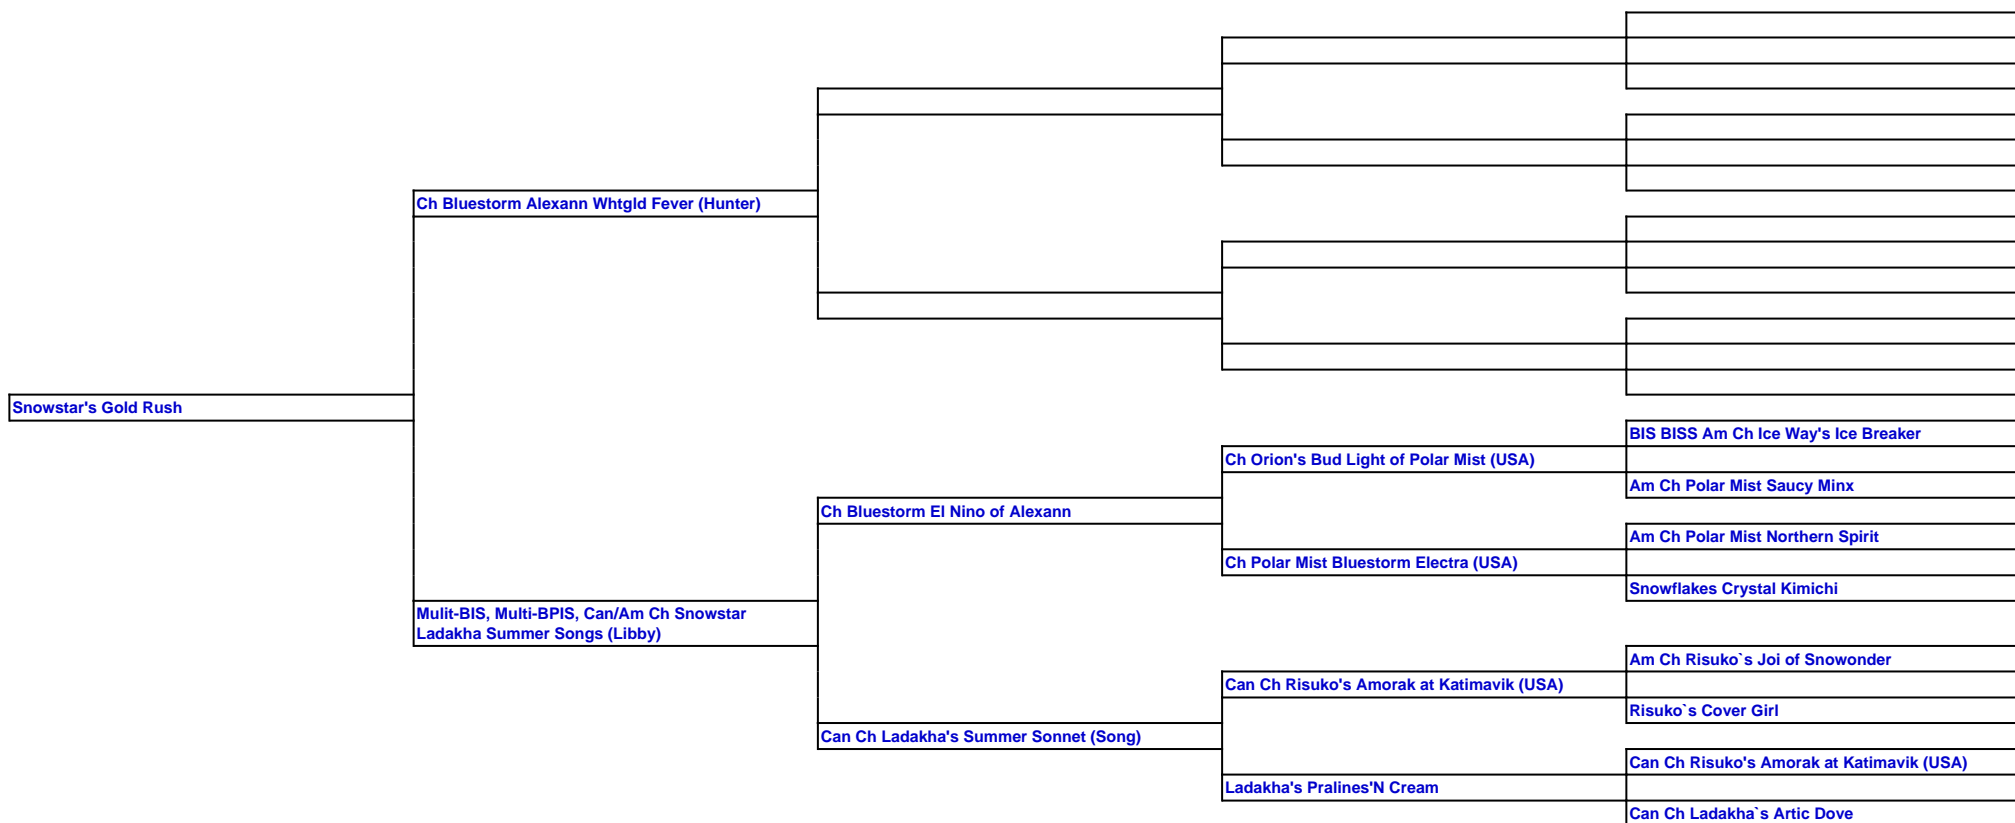 Ch Bluestorm Alexann Whtgld Fever (Hunter)
Snowstar's Gold Rush
BIS BISS Am Ch Ice Way's Ice Breaker
Ch Orion's Bud Light of Polar Mist (USA)
Am Ch Polar Mist Saucy Minx
Ch Bluestorm El Nino of Alexann
Am Ch Polar Mist Northern Spirit
Ch Polar Mist Bluestorm Electra (USA)
Snowflakes Crystal Kimichi
Mulit-BIS, Multi-BPIS, Can/Am Ch Snowstar
Ladakha Summer Songs (Libby)
Am Ch Risuko`s Joi of Snowonder
Can Ch Risuko's Amorak at Katimavik (USA)
Risuko`s Cover Girl
Can Ch Ladakha's Summer Sonnet (Song)
Can Ch Risuko's Amorak at Katimavik (USA)
Ladakha's Pralines'N Cream
Can Ch Ladakha`s Artic Dove